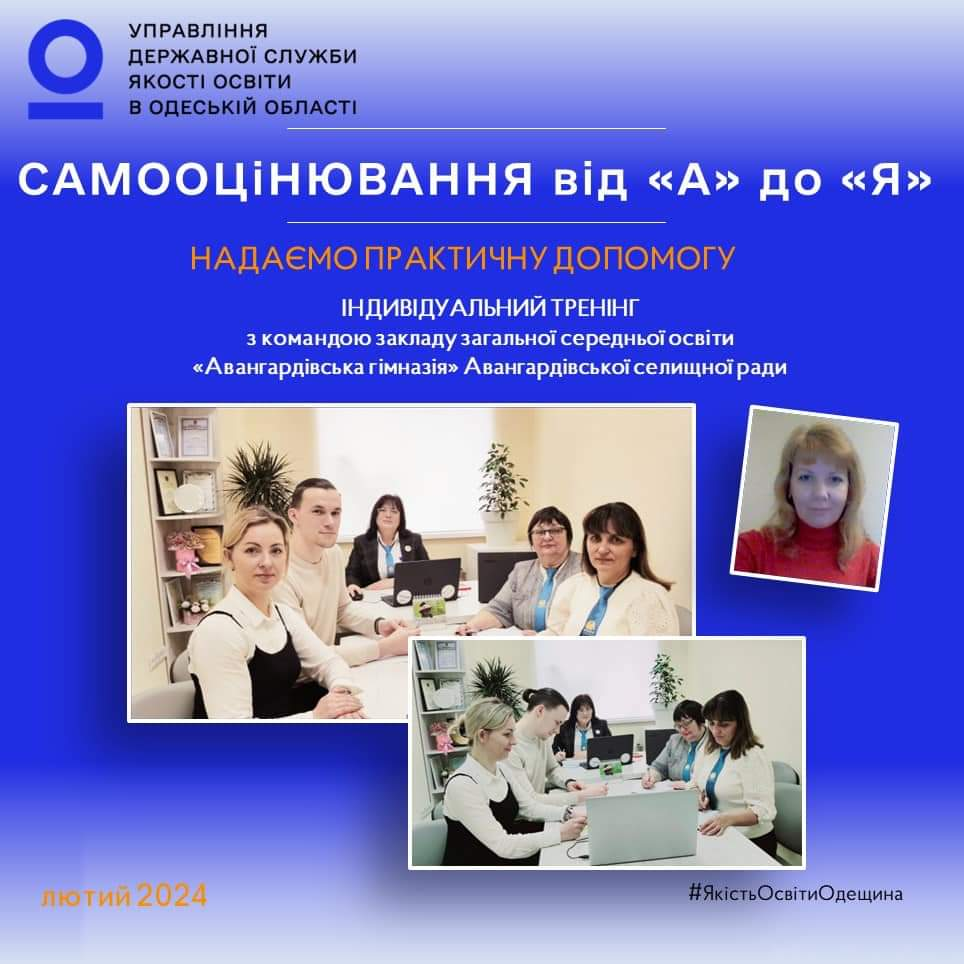 УПРАВЛІННЯ
ДЕРЖАВНОЇ СЛУЖБИ
ЯКОСТІ ОСВІТИ
В ОДЕСЬКІЙ ОБЛАСТІ
САМООЦіНЮВАННЯ від «А» до «Я»
НАДАЄМО ПРАКТИЧНУ ДОПОМОГУ
ІНДИВІДУАЛЬНИЙ ТРЕНІНГ
з командою закладу загальної середньої освіти
«Авангардівська гімназія» Авангардівської селищної ради
лютий 2024
#ЯкістьОсвітиОдещина